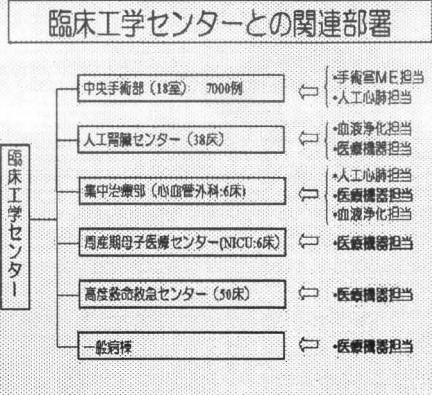 臨床工学センターとの関連部署
臨床工学センター
中央手術部（18室） 7000例
・手術室ME担当
・人工心肺担当
人工腎臓センター（38床）
・血液浄化担当
・医療機器担当
集中治療部（心血管外科:6床）
・人工心肺担当
・医療機器担当
・血液浄化担当
周産期母子医療センター(NICU:6床)
・医療機器担当
高度救命救急センター（50床）
・医療機器担当
一般病棟
・医療機器担当